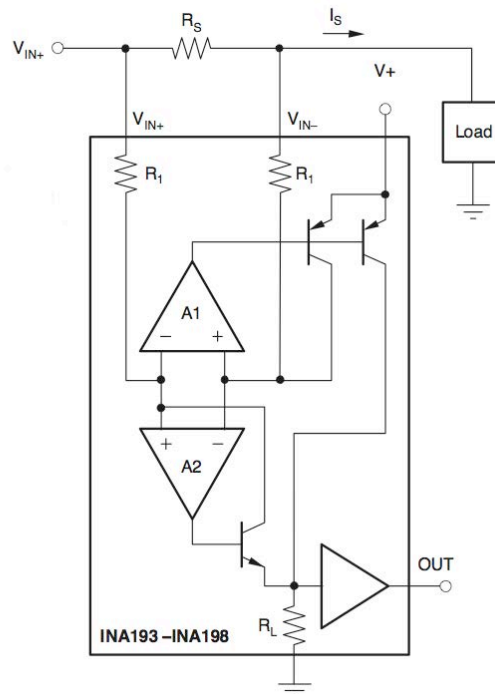 R_S
I_S
V_IN+
V+
V_IN+
V_IN–
Load
R_1
R_1
A1
– +
+ –
A2
OUT
R_L
INA193 –INA198